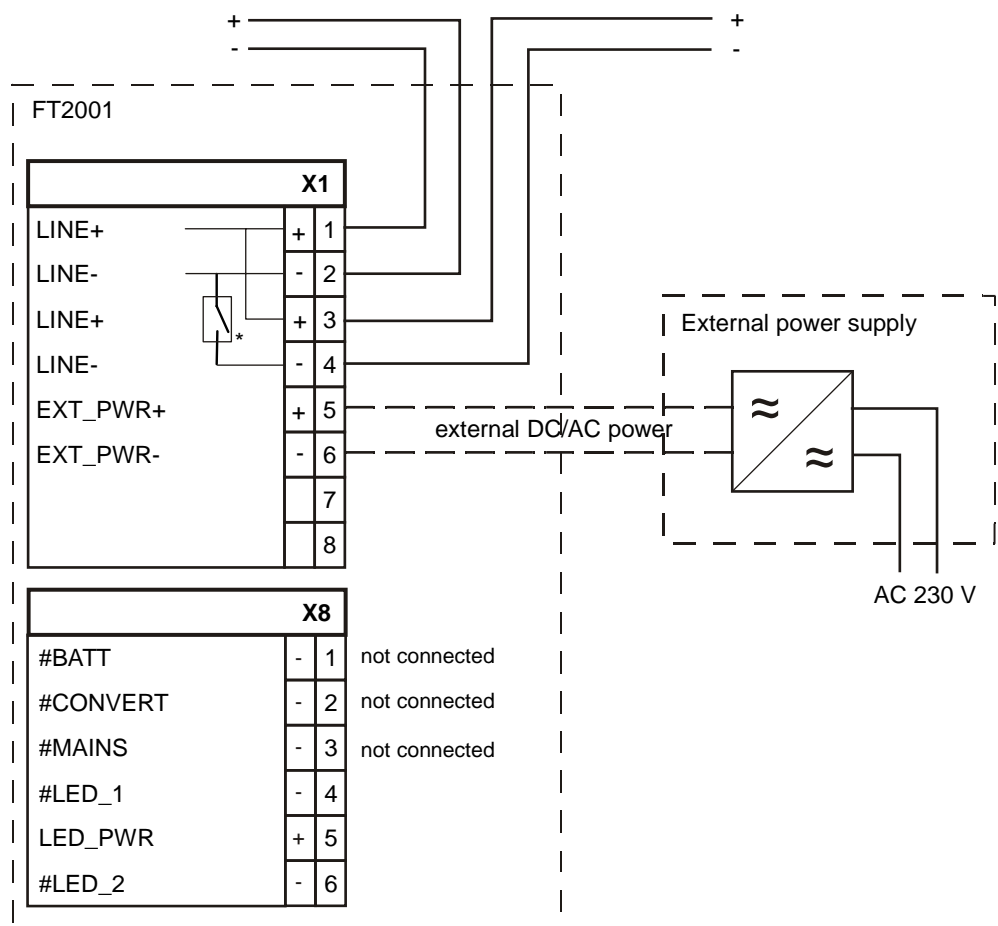 + +
- -
FT2001
X1
LINE+ + 1
LINE- - 2
LINE+ + 3
* 
LINE- - 4
EXT_PWR+ + 5
external DC/AC power
EXT_PWR- - 6
7
8
External power supply
≈
≈
AC 230 V
X8
#BATT - 1 not connected
#CONVERT - 2 not connected
#MAINS - 3 not connected
#LED_1 - 4
LED_PWR + 5
#LED_2 - 6